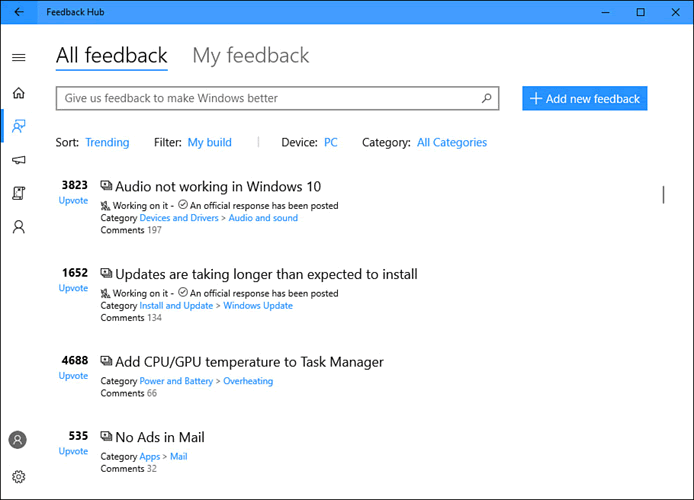 Feedback Hub
All feedback My feedback
Give us feedback to make Windows better
Add new feedback
Sort: Trending Filter: My build Device: PC Category: All Categories
3823 Audio not working in Windows 10
Upvote Working on it - An official response has been posted
Category Devices and Drivers > Audio and sound
Comments 197
1652 Updates are taking longer than expected to install
Upvote Working on it - An official response has been posted
Category Install and Update > Windows Update
Comments 134
4688 Add CPU/GPU temperature to Task Manager
Upvote Category Power and Battery > Overheating
Comments 66
535 No Ads in Mail
Upvote Category Apps > Mail
Comments 32